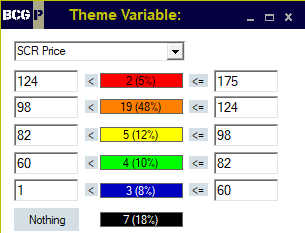 BCG P Theme Variable:
SCR Price
124 < 2 (5%) <= 175
98 < 19 (48%) <= 124
82 < 5 (12%) <= 98
60 < 4 (10%) <= 82
1 < 3 (8%) <= 60
Nothing 7 (18%)